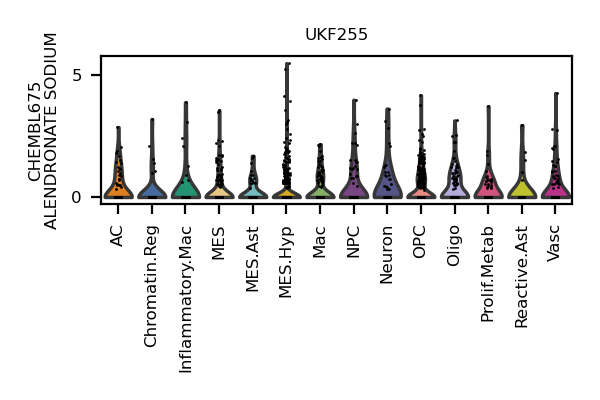 UKF255
CHEMBL675
ALENDRONATE SODIUM
5
0
AC
Chromatin.Reg
Inflammatory.Mac
MES
MES.Ast
MES.Hyp
Mac
NPC
Neuron
OPC
Oligo
Prolif.Metab
Reactive.Ast
Vasc